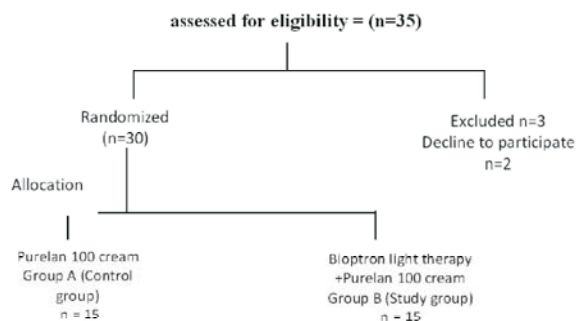 assessed for eligibility = (n=35)
Randomized
(n=30)
Excluded n=3
Decline to participate
n=2
Allocation
Purelan 100 cream
Group A (Control
group)
n = 15
Bioptron light therapy
+Purelan 100 cream
Group B (Study group)
n = 15